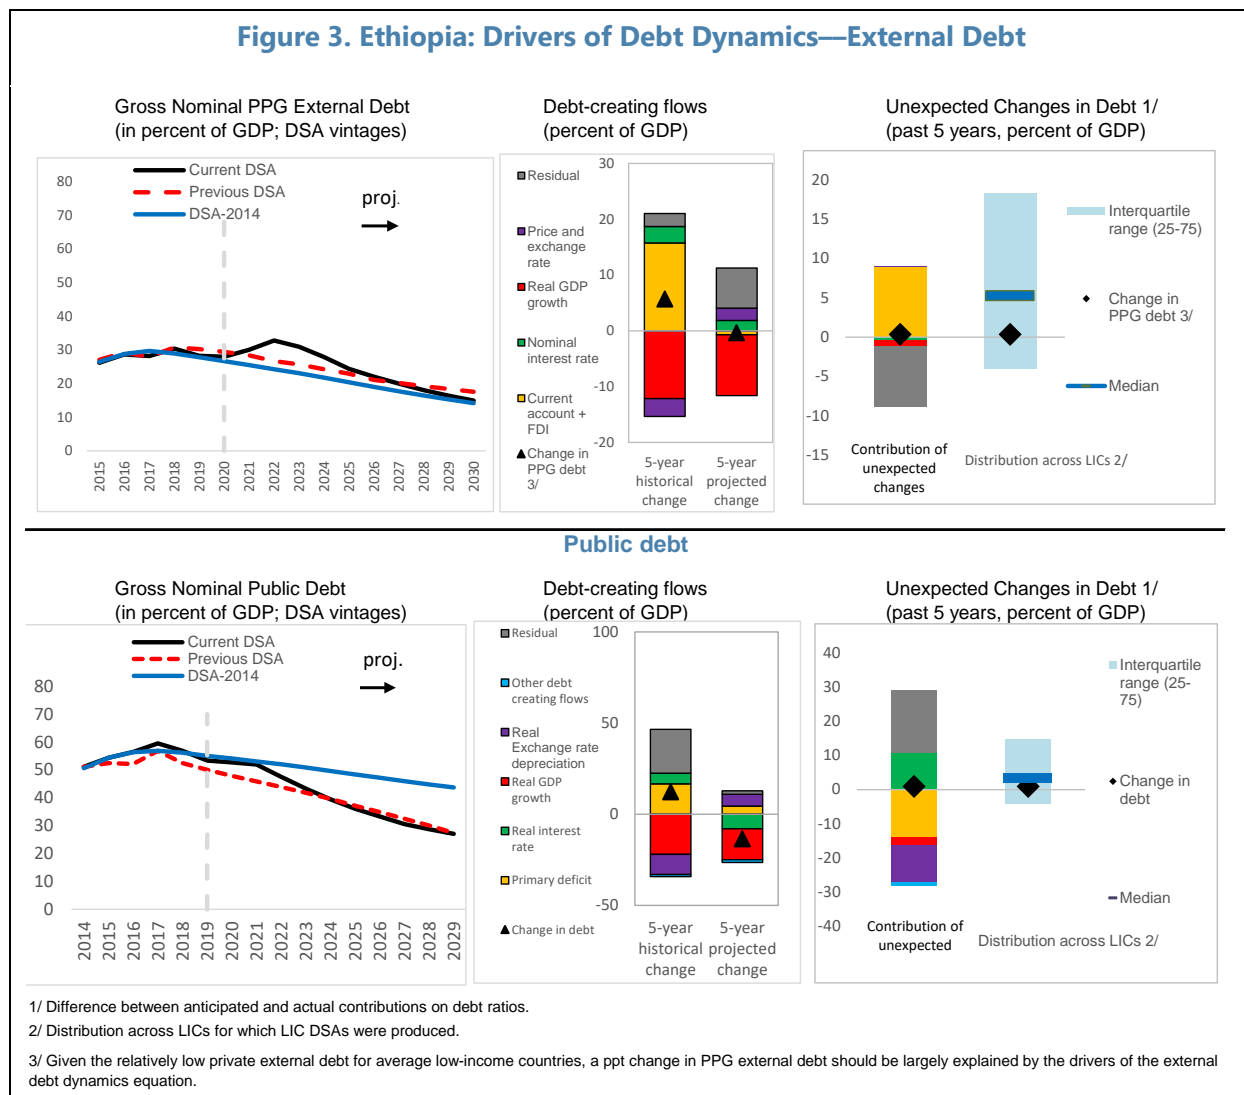 Figure 3. Ethiopia: Drivers of Debt Dynamics—External Debt
Gross Nominal PPG External Debt
(in percent of GDP; DSA vintages)
Current DSA
Previous DSA
DSA-2014
proj.
80
70
60
50
40
30
20
10
0
2015
2016
2017
2018
2019
2020
2021
2022
2023
2024
2025
2026
2027
2028
2029
2030
Debt-creating flows
(percent of GDP)
Residual
Price and
exchange
rate
Real GDP
growth
Nominal
interest rate
Current
account +
FDI
Change in
PPG debt
3/
30
20
10
0
-10
-20
5-year
historical
change
5-year
projected
change
Unexpected Changes in Debt 1/
(past 5 years, percent of GDP)
20
15
10
5
0
-5
-10
-15
Contribution of
unexpected
changes
Distribution across LICs 2/
Interquartile
range (25-75)
Change in
PPG debt 3/
Median
Public debt
Gross Nominal Public Debt
(in percent of GDP; DSA vintages)
Current DSA
Previous DSA
DSA-2014
proj.
80
70
60
50
40
30
20
10
0
2014
2015
2016
2017
2018
2019
2020
2021
2022
2023
2024
2025
2026
2027
2028
2029
Debt-creating flows
(percent of GDP)
Residual
Other debt
creating flows
Real
Exchange rate
depreciation
Real GDP
growth
Real interest
rate
Primary deficit
Change in debt
100
50
0
-50
5-year
historical
change
5-year
projected
change
Unexpected Changes in Debt 1/
(past 5 years, percent of GDP)
40
30
20
10
0
-10
-20
-30
-40
Contribution of
unexpected
Distribution across LICs 2/
Interquartile
range (25-
75)
Change in
debt
Median
1/ Difference between anticipated and actual contributions on debt ratios.
2/ Distribution across LICs for which LIC DSAs were produced.
3/ Given the relatively low private external debt for average low-income countries, a ppt change in PPG external debt should be largely explained by the drivers of the external
debt dynamics equation.